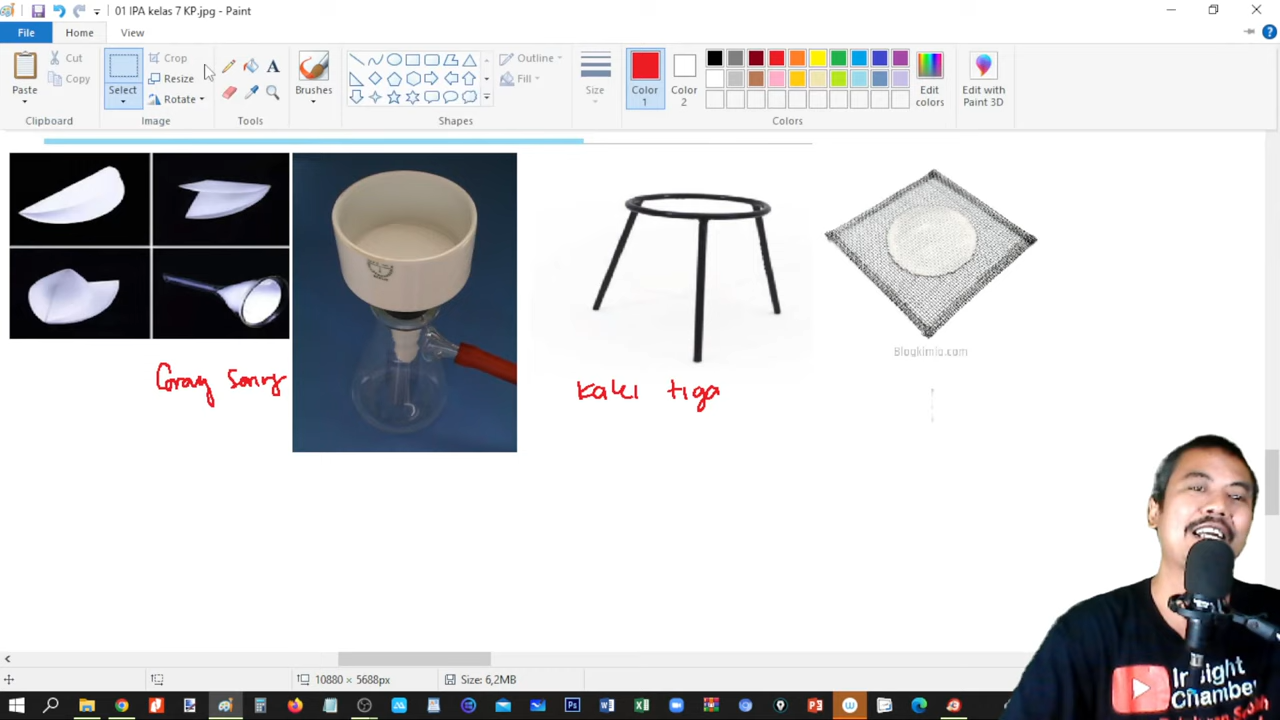 01 IPA kelas 7 KP.jpg - Paint
File
Home
View
Paste
Cut
Copy
Clipboard
Select
Crop
Resize
Rotate
Image
Tools
Brushes
Shapes
Outline
Fill
Size
Color 1
Color 2
Colors
Edit colors
Edit with Paint 3D
Blogkimia.com
kaki tiga
10880 × 5688px
Size: 6,2MB
Insight
Chamber